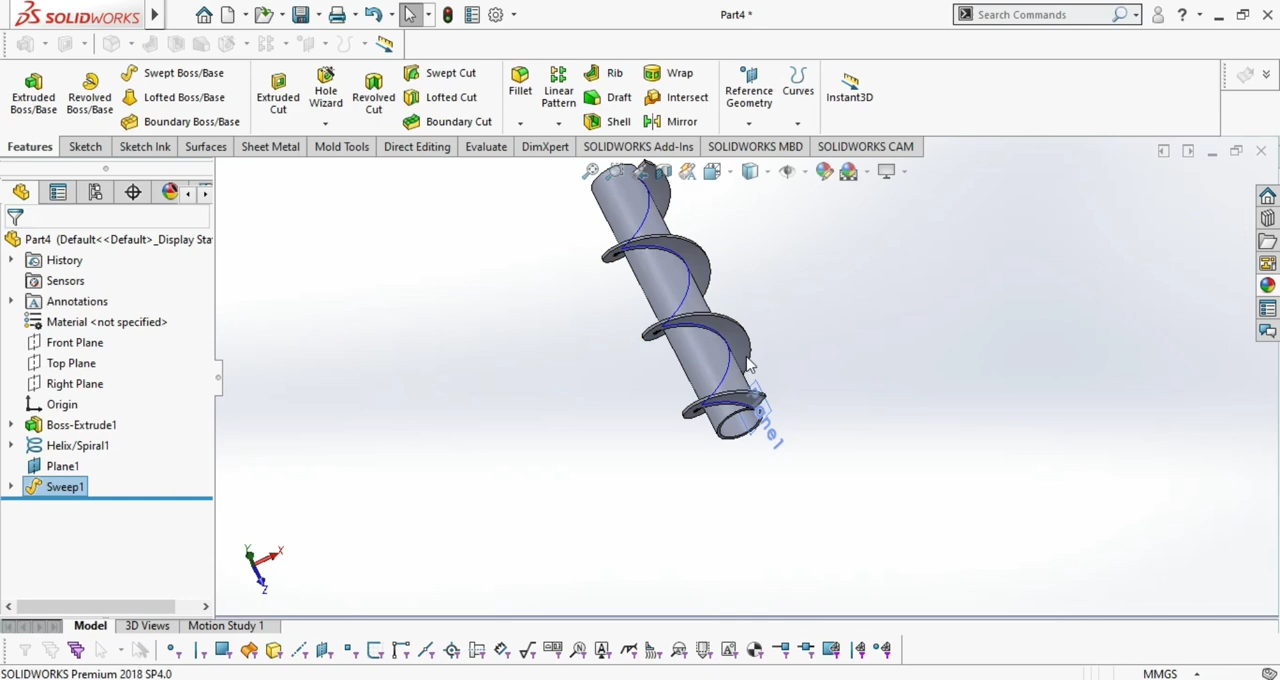 SOLIDWORKS
Part4 *
Search Commands
Extruded Boss/Base
Revolved Boss/Base
Swept Boss/Base
Lofted Boss/Base
Boundary Boss/Base
Extruded Cut
Hole Wizard
Revolved Cut
Swept Cut
Lofted Cut
Boundary Cut
Fillet
Linear Pattern
Rib
Draft
Shell
Wrap
Intersect
Mirror
Reference Geometry
Curves
Instant3D
Features Sketch Sketch Ink Surfaces Sheet Metal Mold Tools Direct Editing Evaluate DimXpert SOLIDWORKS Add-Ins SOLIDWORKS MBD SOLIDWORKS CAM
Part4 (Default<<Default>_Display Sta
History
Sensors
Annotations
Material <not specified>
Front Plane
Top Plane
Right Plane
Origin
Boss-Extrude1
Helix/Spiral1
Plane1
Sweep1
Y
X
Z
Model 3D Views Motion Study 1
SOLIDWORKS Premium 2018 SP4.0
MMGS